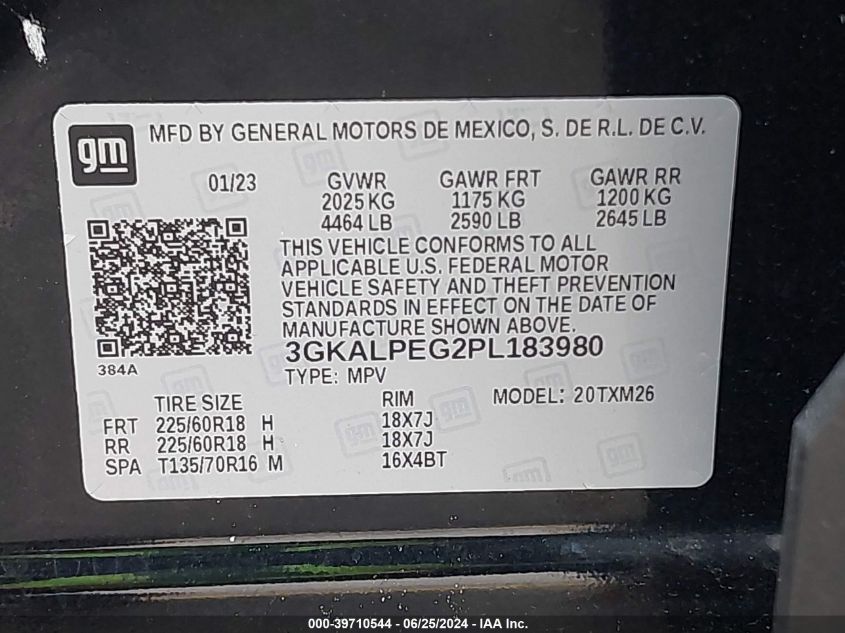 gm
MFD BY GENERAL MOTORS DE MEXICO, S. DE R.L. DE C.V.
01/23 GVWR GAWR FRT GAWR RR
2025 KG 1175 KG 1200 KG
4464 LB 2590 LB 2645 LB
THIS VEHICLE CONFORMS TO ALL
APPLICABLE U.S. FEDERAL MOTOR
VEHICLE SAFETY AND THEFT PREVENTION
STANDARDS IN EFFECT ON THE DATE OF
MANUFACTURE SHOWN ABOVE.
3GKALPEG2PL183980
384A
TYPE: MPV
TIRE SIZE RIM MODEL: 20TXM26
FRT 225/60R18 H 18X7J
RR 225/60R18 H 18X7J
SPA T135/70R16 M 16X4BT
000-39710544 - 06/25/2024 - IAA Inc.